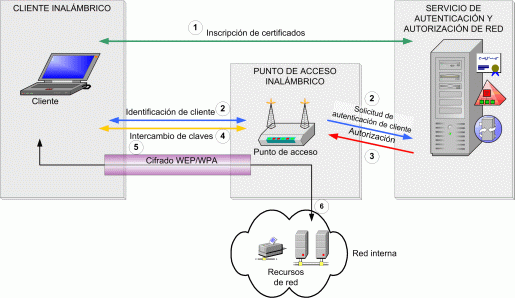 CLIENTE INALÁMBRICO
SERVICIO DE
AUTENTICACIÓN Y
AUTORIZACIÓN DE RED
1
Inscripción de certificados
PUNTO DE ACCESO
INALÁMBRICO
Cliente
Identificación de cliente
2
2
Solicitud de
autenticación de cliente
Intercambio de claves
4
Autorización
Punto de acceso
5
Cifrado WEP/WPA
3
6
Red interna
Recursos
de red